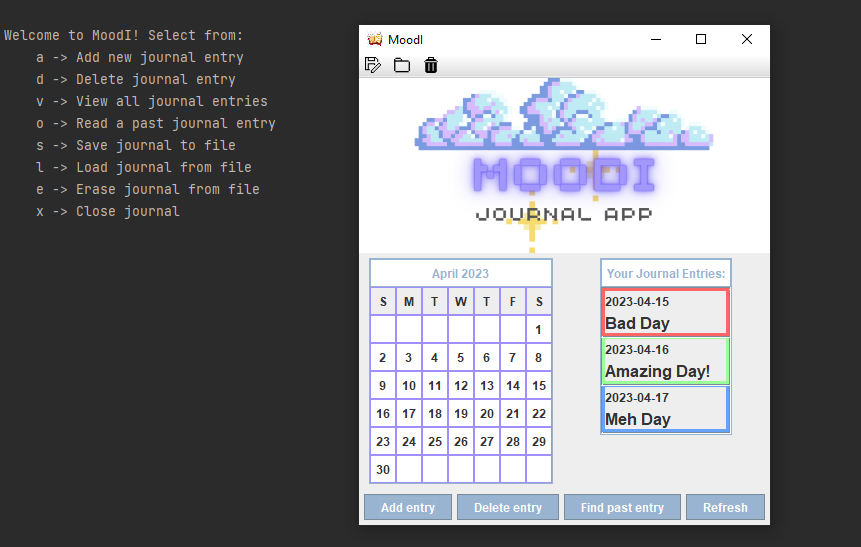 Welcome to MoodI! Select from:
a -> Add new journal entry
d -> Delete journal entry
v -> View all journal entries
o -> Read a past journal entry
s -> Save journal to file
l -> Load journal from file
e -> Erase journal from file
x -> Close journal
MoodI
MOODI
JOURNAL APP
April 2023
S M T W T F S
1
2 3 4 5 6 7 8
9 10 11 12 13 14 15
16 17 18 19 20 21 22
23 24 25 26 27 28 29
30
Your Journal Entries:
2023-04-15
Bad Day
2023-04-16
Amazing Day!
2023-04-17
Meh Day
Add entry Delete entry Find past entry Refresh